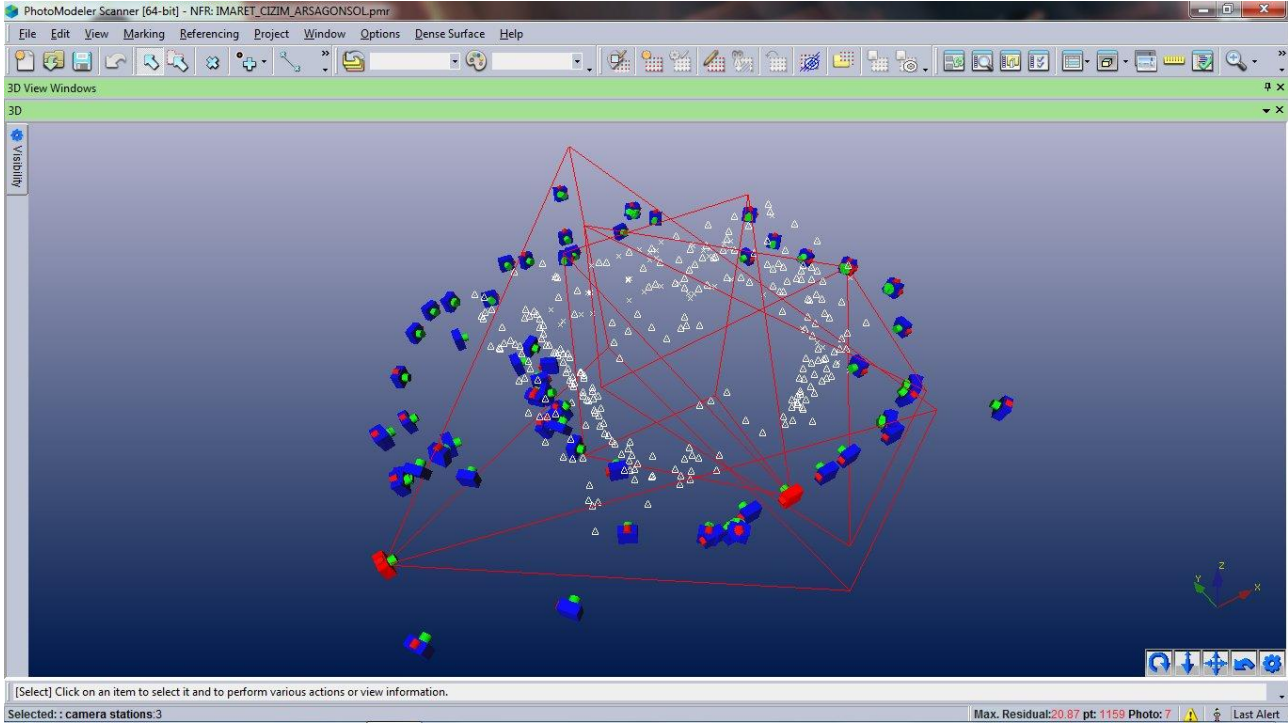 PhotoModeler Scanner [64-bit] - NFR: IMARET_CIZIM_ARSAGONSOL.pmr
File Edit View Marking Referencing Project Window Options Dense Surface Help
3D View Windows
3D
Visibility
Z
Y
X
[Select] Click on an item to select it and to perform various actions or view information.
Selected: : camera stations:3 Max. Residual:20.87 pt: 1159 Photo: 7 Last Alert